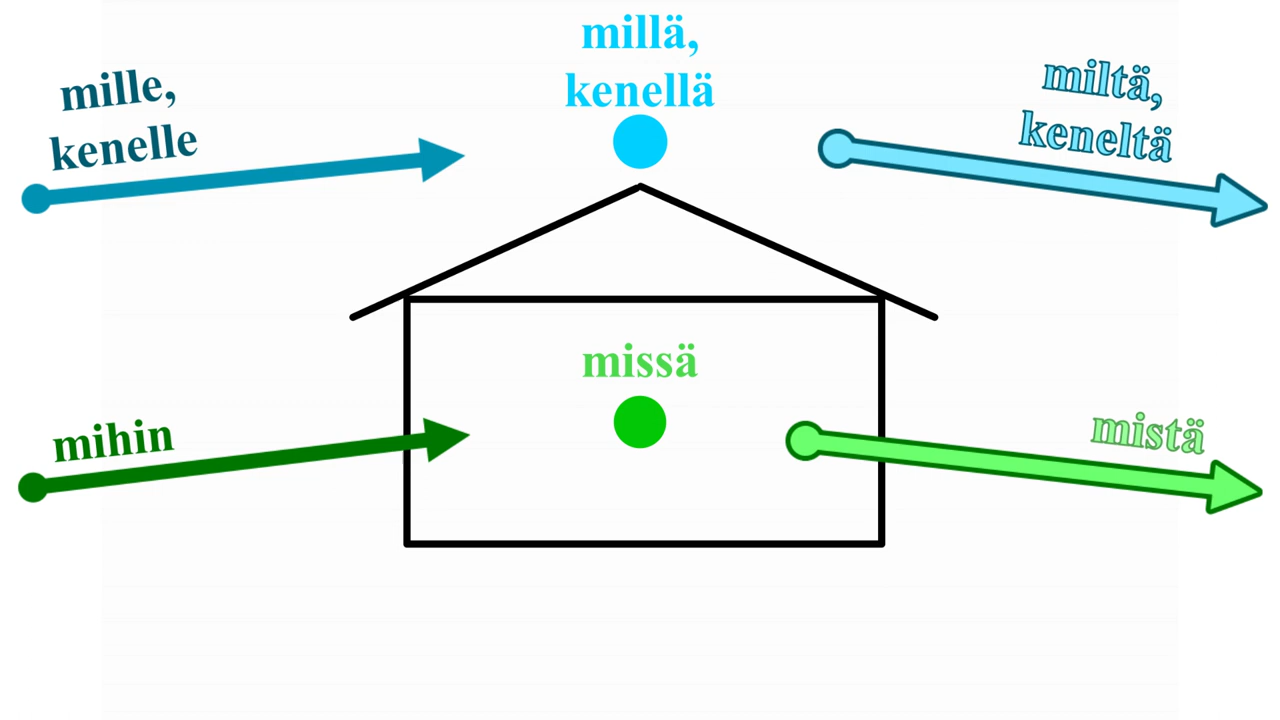 mille,
kenelle
millä,
kenellä
miltä,
keneltä
mihin
missä
mistä